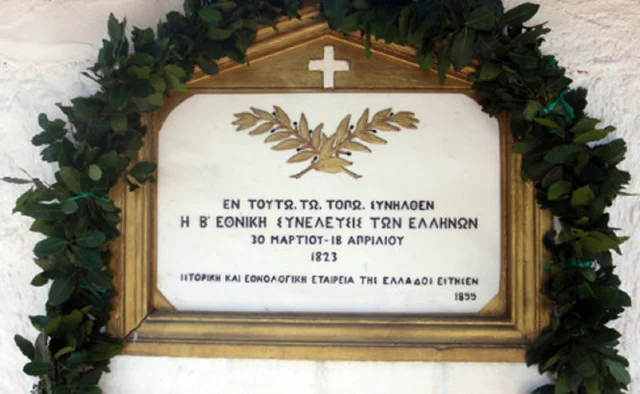 ΕΝ ΤΟΥΤΩ. ΤΩ. ΤΟΠΩ. ΣΥΝΗΛΘΕΝ
Η Β' ΕΘΝΙΚΗ ΣΥΝΕΛΕΥΣΙΣ ΤΩΝ ΕΛΛΗΝΩΝ
30 ΜΑΡΤΙΟΥ-18 ΑΠΡΙΛΙΟΥ
1823
ΙΣΤΟΡΙΚΗ ΚΑΙ ΕΘΝΟΛΟΓΙΚΗ ΕΤΑΙΡΕΙΑ ΤΗΣ ΕΛΛΑΔΟΣ ΕΣΤΗΣΕΝ
1899